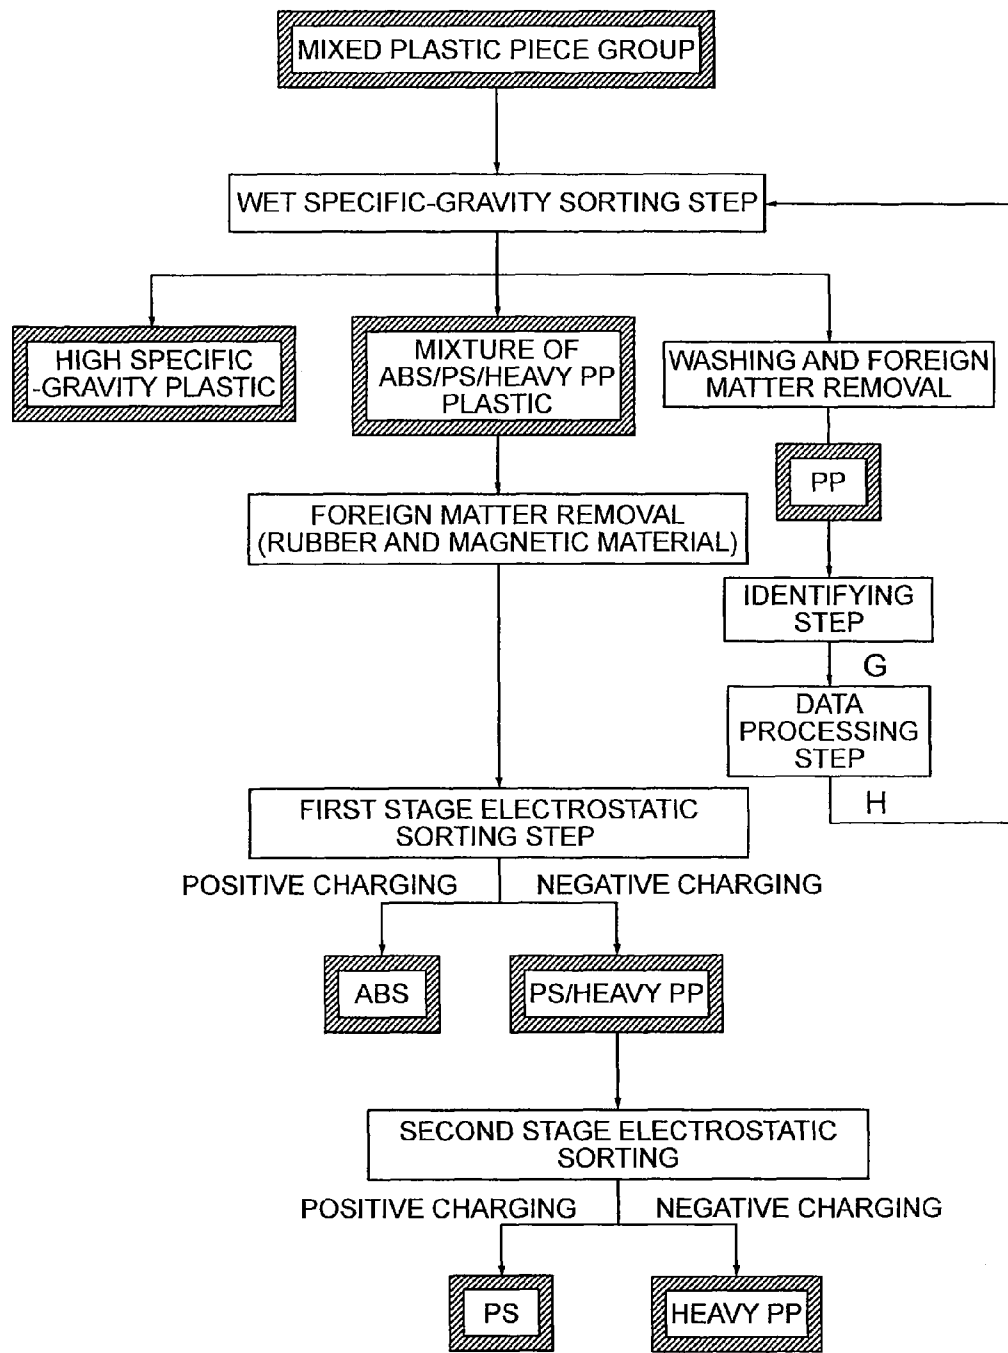 MIXED PLASTIC PIECE GROUP
WET SPECIFIC-GRAVITY SORTING STEP
HIGH SPECIFIC
-GRAVITY PLASTIC
MIXTURE OF
ABS/PS/HEAVY PP
PLASTIC
WASHING AND FOREIGN
MATTER REMOVAL
PP
FOREIGN MATTER REMOVAL
(RUBBER AND MAGNETIC MATERIAL)
IDENTIFYING
STEP
G
DATA
PROCESSING
STEP
H
FIRST STAGE ELECTROSTATIC
SORTING STEP
POSITIVE CHARGING
NEGATIVE CHARGING
ABS
PS/HEAVY PP
SECOND STAGE ELECTROSTATIC
SORTING
POSITIVE CHARGING
NEGATIVE CHARGING
PS
HEAVY PP